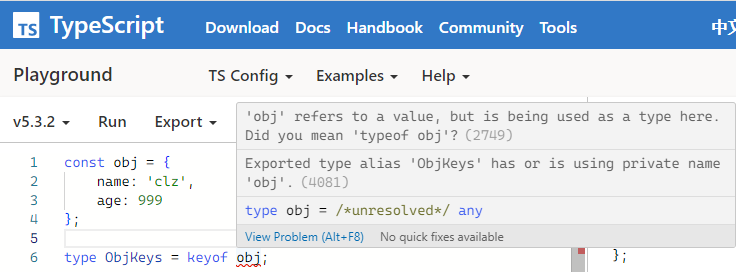 TS TypeScript Download Docs Handbook Community Tools 中文
Playground TS Config Examples Help
v5.3.2 Run Export
'obj' refers to a value, but is being used as a type here.
Did you mean 'typeof obj'? (2749)
Exported type alias 'ObjKeys' has or is using private name
'obj'. (4081)
type obj = /*unresolved*/ any
View Problem (Alt+F8) No quick fixes available
1 const obj = {
2 name: 'clz',
3 age: 999
4 };
5
6 type ObjKeys = keyof obj;
};